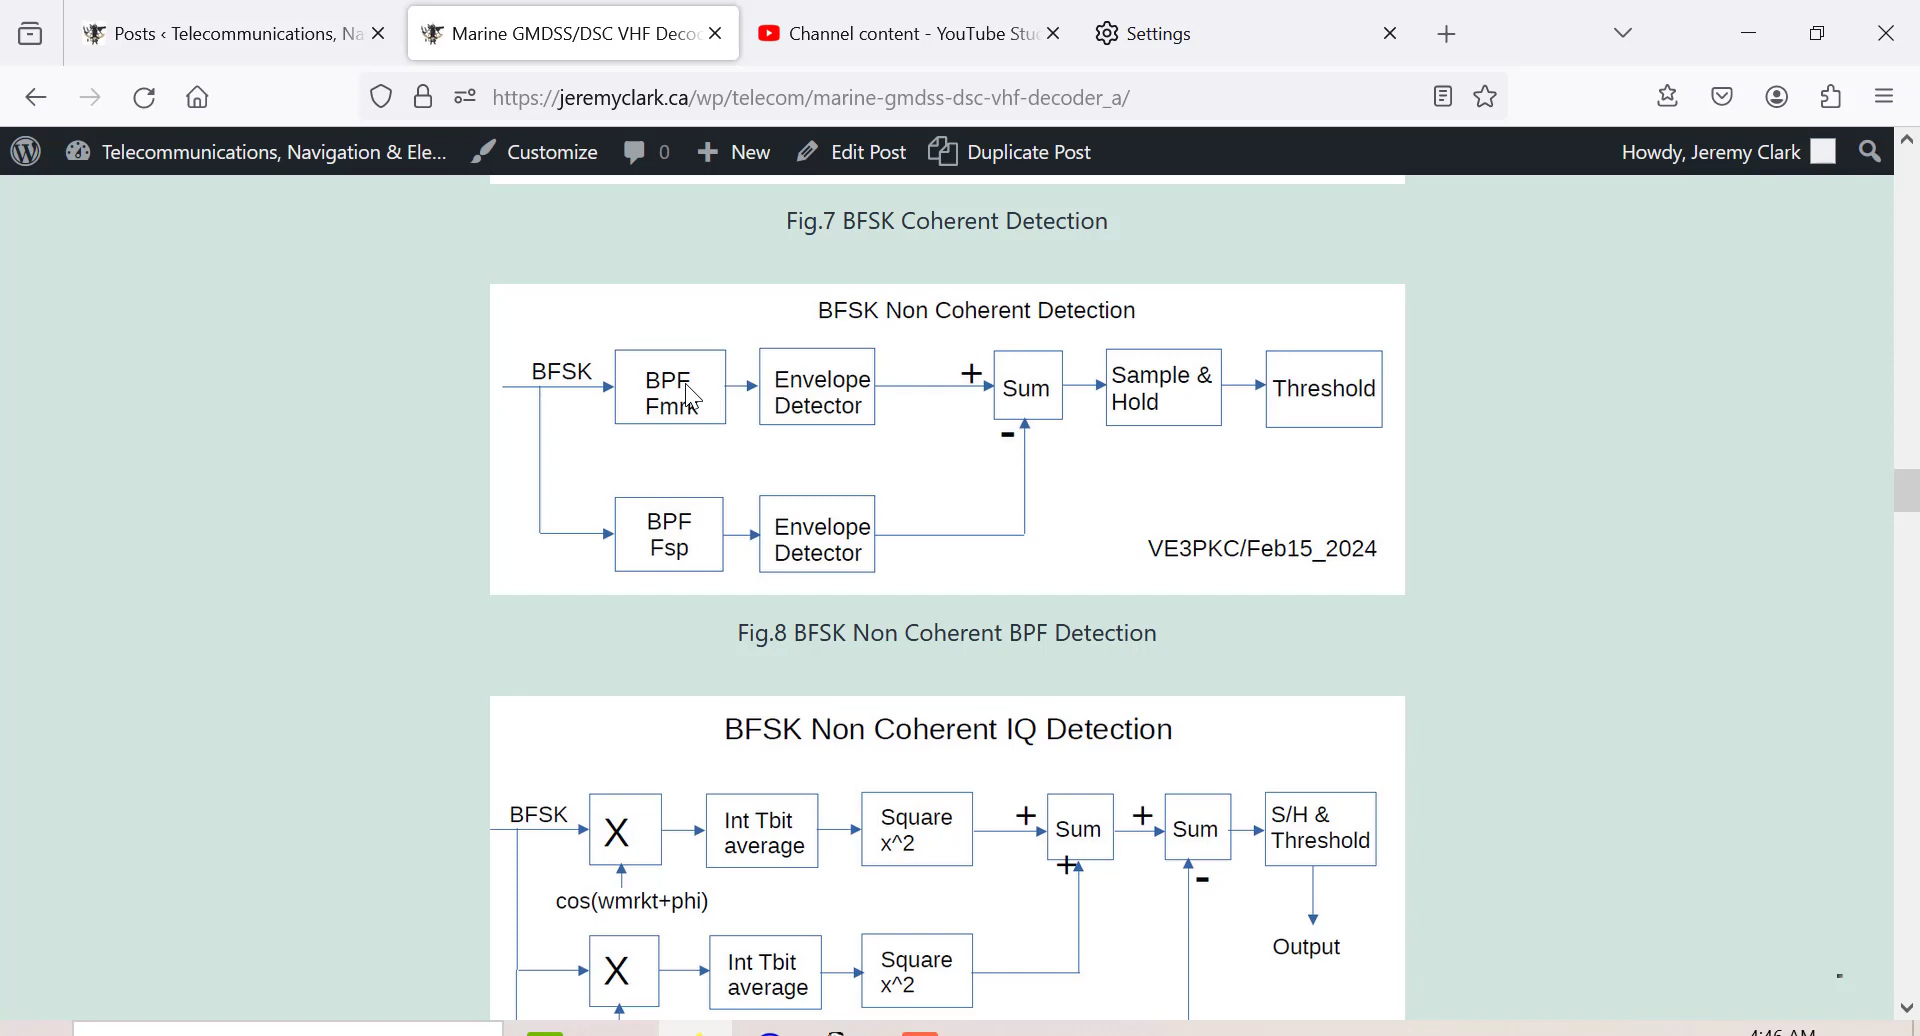 Posts ‹ Telecommunications, Na
Marine GMDSS/DSC VHF Deco
Channel content - YouTube Stu
Settings
https://jeremyclark.ca/wp/telecom/marine-gmdss-dsc-vhf-decoder_a/
Telecommunications, Navigation & Ele...
Customize
0
New
Edit Post
Duplicate Post
Howdy, Jeremy Clark
Fig.7 BFSK Coherent Detection
BFSK Non Coherent Detection
BFSK
BPF
Fmrk
Envelope
Detector
+
-
Sum
Sample &
Hold
Threshold
BPF
Fsp
Envelope
Detector
VE3PKC/Feb15_2024
Fig.8 BFSK Non Coherent BPF Detection
BFSK Non Coherent IQ Detection
BFSK
X
Int Tbit
average
Square
x^2
+
Sum
+
+
Sum
-
S/H &
Threshold
cos(wmrkt+phi)
X
Int Tbit
average
Square
x^2
Output
4:46 AM